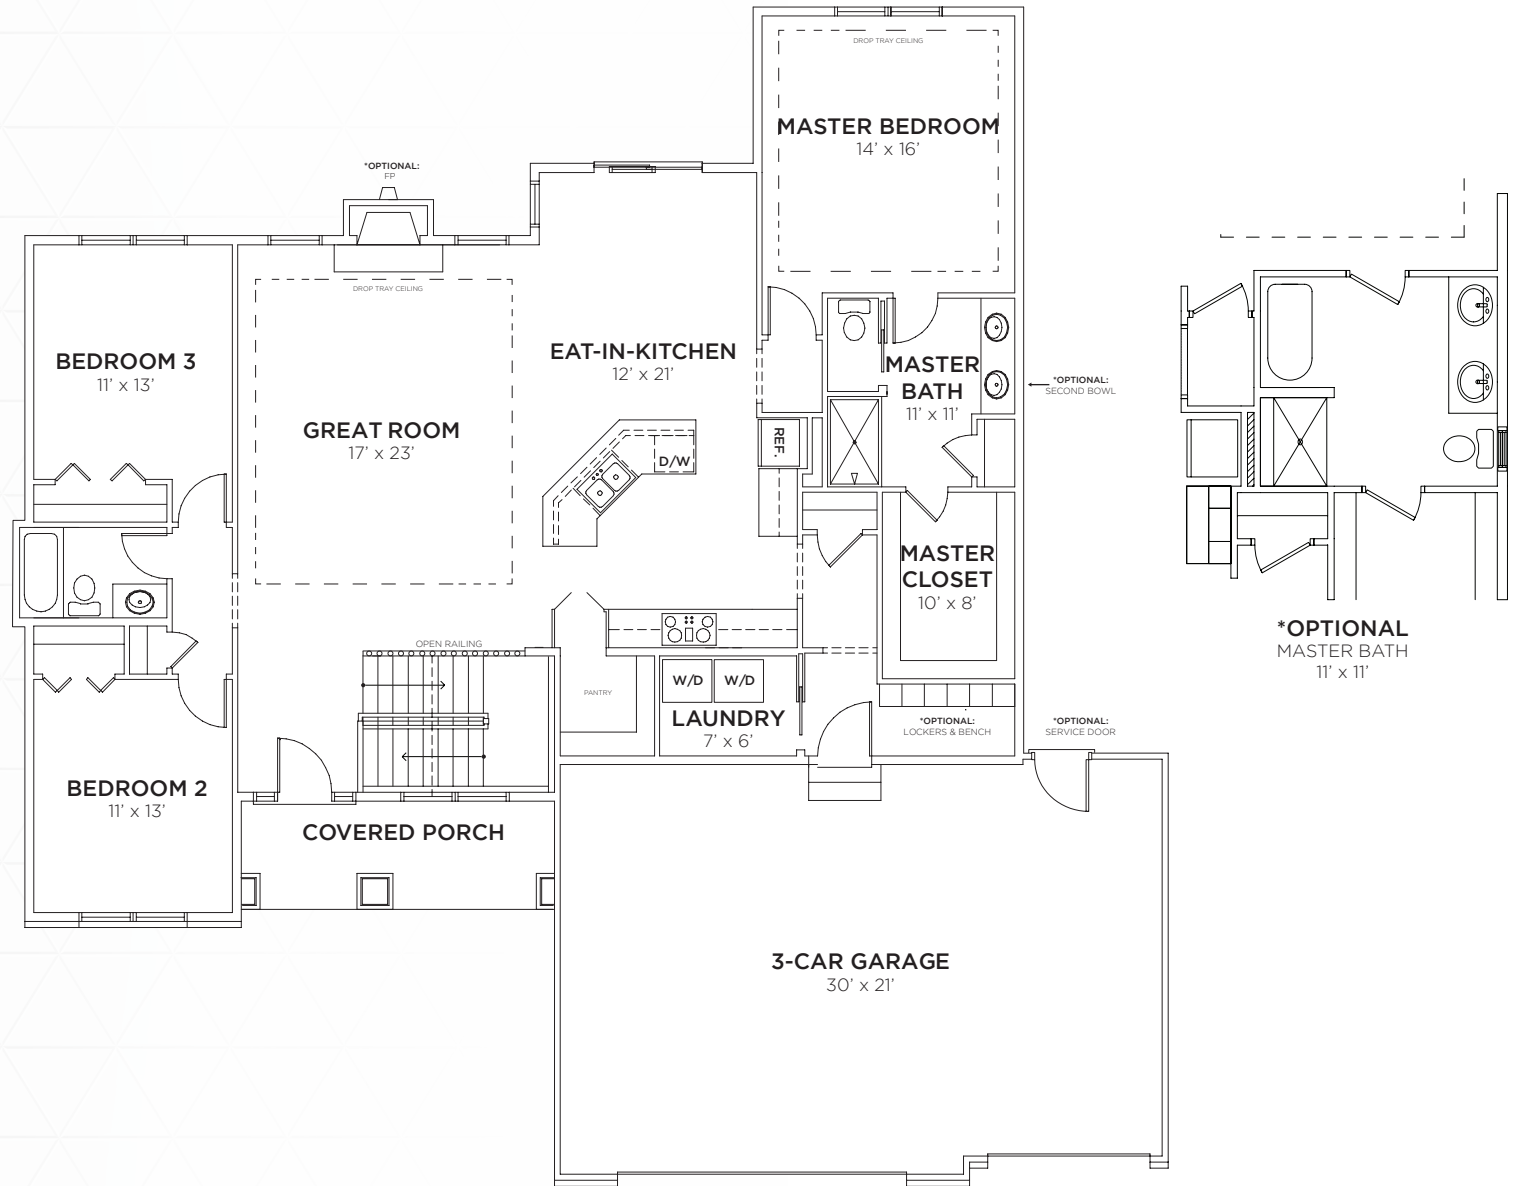 DROP TRAY CEILING
MASTER BEDROOM
14' x 16'
*OPTIONAL:
FP
DROP TRAY CEILING
BEDROOM 3
11' x 13'
GREAT ROOM
17' x 23'
EAT-IN-KITCHEN
12' x 21'
MASTER
BATH
11' x 11'
*OPTIONAL:
SECOND BOWL
REF.
D/W
MASTER
CLOSET
10' x 8'
*OPTIONAL
MASTER BATH
11' x 11'
OPEN RAILING
PANTRY
W/D
W/D
LAUNDRY
7' x 6'
*OPTIONAL:
LOCKERS & BENCH
*OPTIONAL:
SERVICE DOOR
BEDROOM 2
11' x 13'
COVERED PORCH
3-CAR GARAGE
30' x 21'